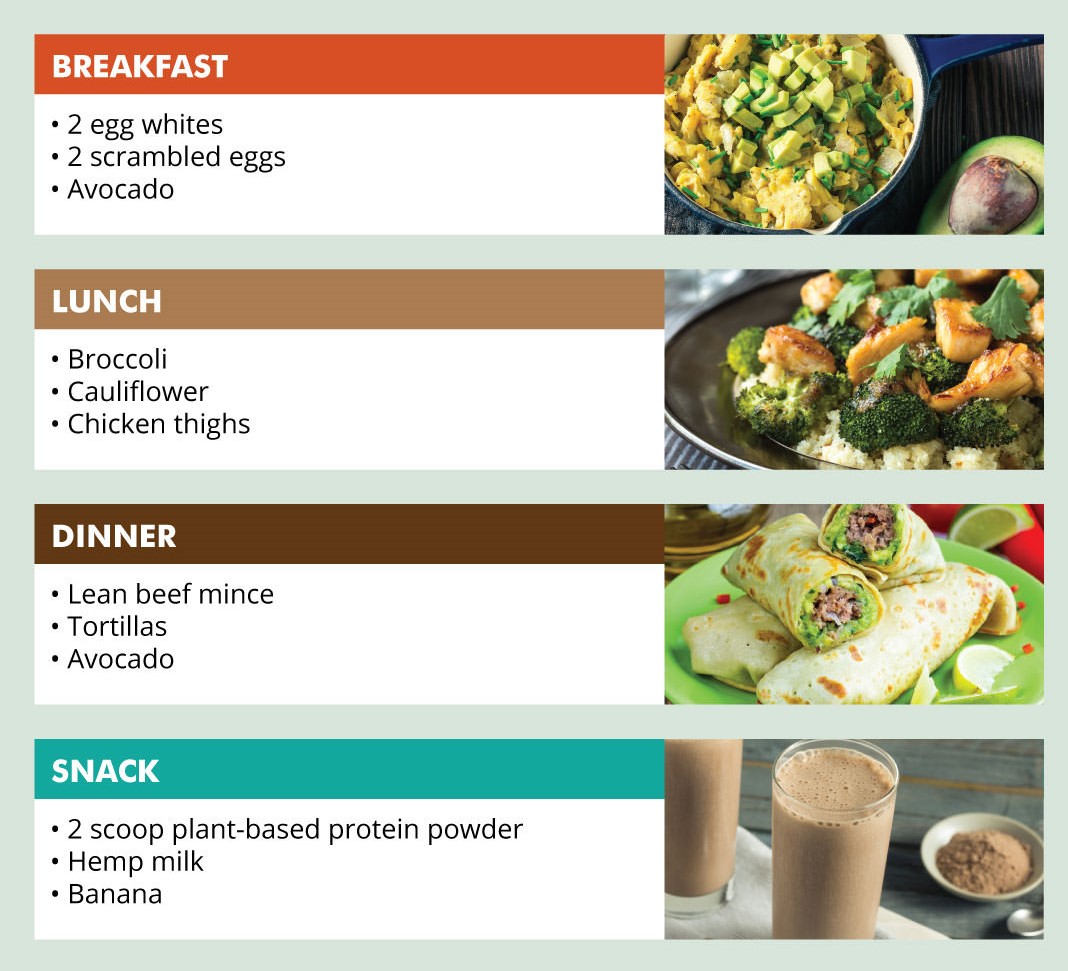 BREAKFAST
• 2 egg whites
• 2 scrambled eggs
• Avocado
LUNCH
• Broccoli
• Cauliflower
• Chicken thighs
DINNER
• Lean beef mince
• Tortillas
• Avocado
SNACK
• 2 scoop plant-based protein powder
• Hemp milk
• Banana